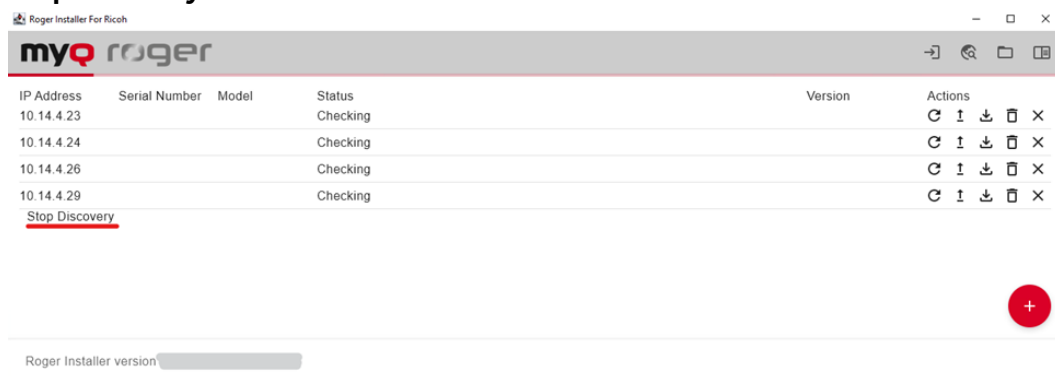 Roger Installer For Ricoh
myQ roger
IP Address Serial Number Model Status Version Actions
10.14.4.23 Checking
10.14.4.24 Checking
10.14.4.26 Checking
10.14.4.29 Checking
Stop Discovery
Roger Installer version